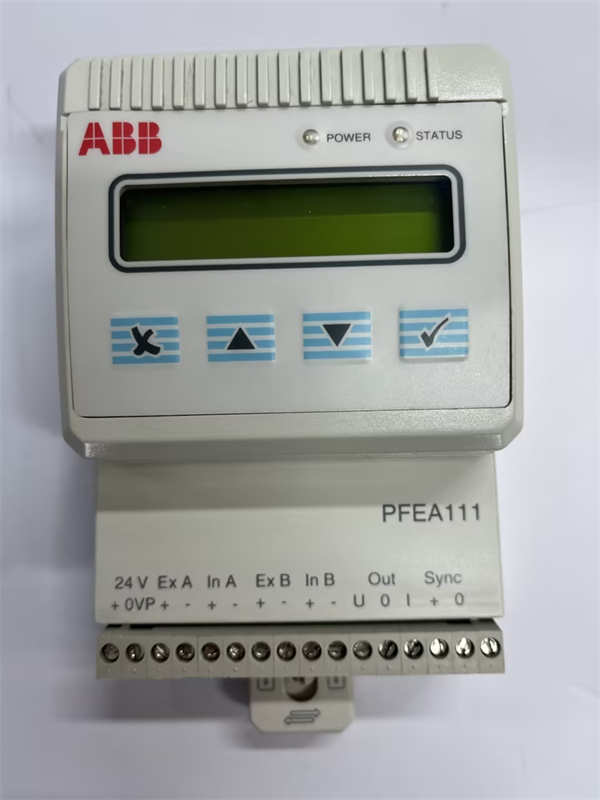 ABB
POWER
STATUS
PFEA111
24 V Ex A In A Ex B In B Out Sync
+ 0VP + - + - + - + - U 0 I + 0